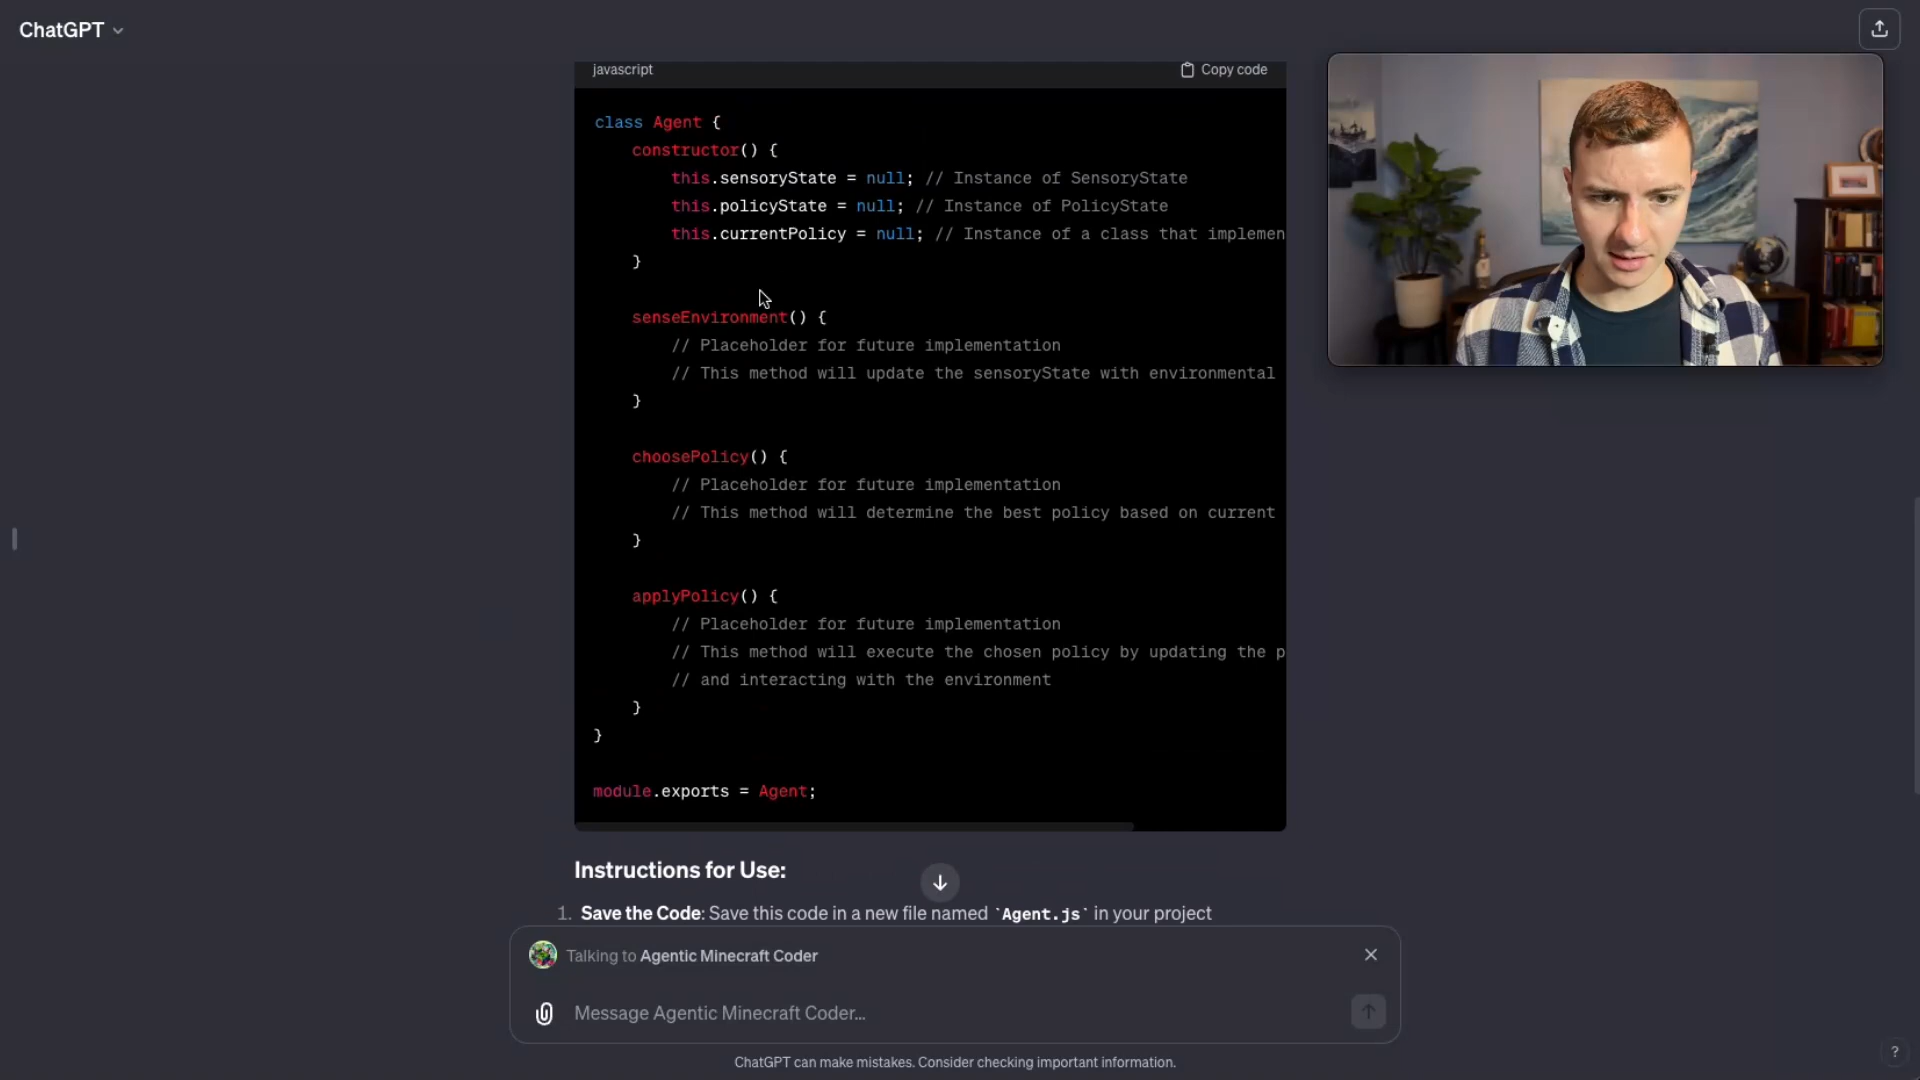 ChatGPT
javascript
Copy code
class Agent {
constructor() {
this.sensoryState = null; // Instance of SensoryState
this.policyState = null; // Instance of PolicyState
this.currentPolicy = null; // Instance of a class that implemen
}
senseEnvironment() {
// Placeholder for future implementation
// This method will update the sensoryState with environmental
}
choosePolicy() {
// Placeholder for future implementation
// This method will determine the best policy based on current
}
applyPolicy() {
// Placeholder for future implementation
// This method will execute the chosen policy by updating the p
// and interacting with the environment
}
}
module.exports = Agent;
Instructions for Use:
1. Save the Code: Save this code in a new file named `Agent.js` in your project
Talking to Agentic Minecraft Coder
Message Agentic Minecraft Coder...
ChatGPT can make mistakes. Consider checking important information.
?